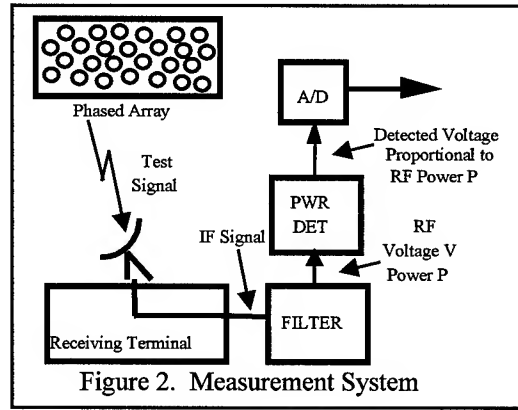 Phased Array
Test
Signal
Receiving Terminal
IF Signal
FILTER
RF
Voltage V
Power P
PWR
DET
Detected Voltage
Proportional to
RF Power P
A/D
Figure 2. Measurement System